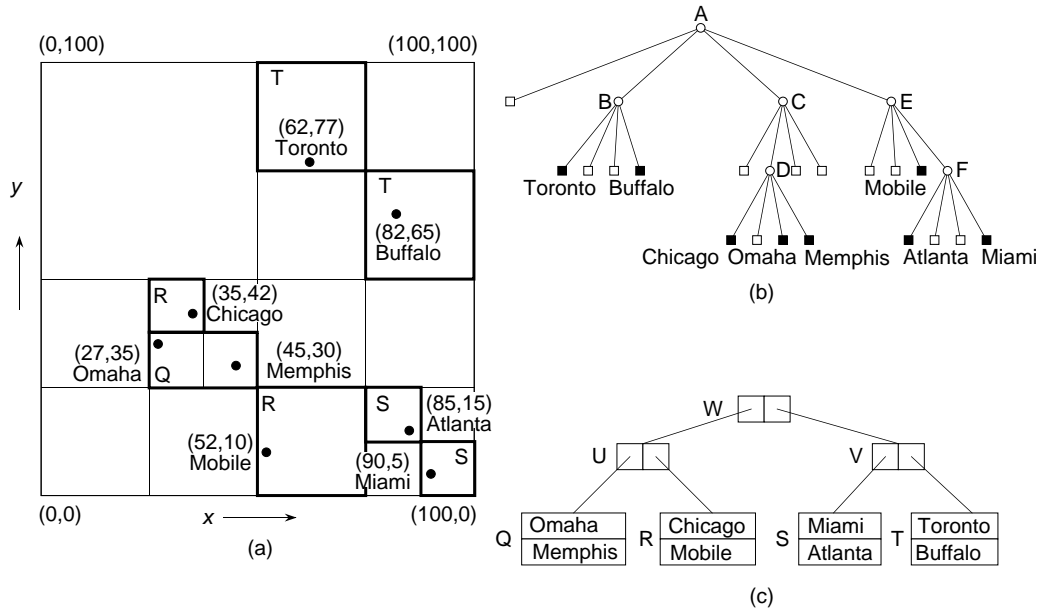 (0,100)
(100,100)
T
(62,77)
Toronto
T
(82,65)
Buffalo
y
R
(35,42)
Chicago
(27,35)
Omaha
Q
(45,30)
Memphis
R
S
(85,15)
Atlanta
(52,10)
Mobile
(90,5)
Miami
S
(0,0)
x
(100,0)
(a)
A
B
C
E
D
F
Toronto
Buffalo
Mobile
Chicago
Omaha
Memphis
Atlanta
Miami
(b)
W
U
V
Q
Omaha
Memphis
R
Chicago
Mobile
S
Miami
Atlanta
T
Toronto
Buffalo
(c)